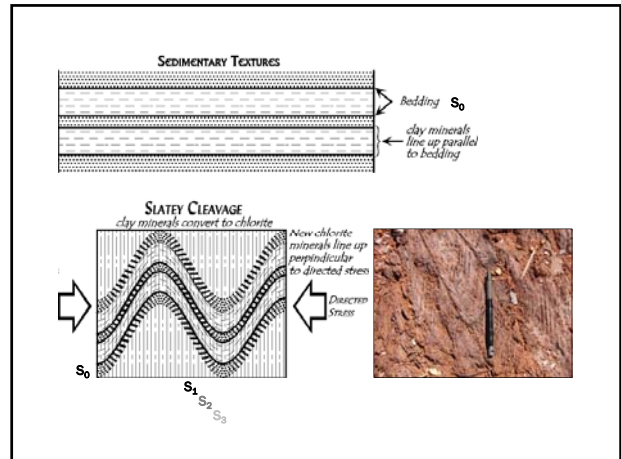 SEDIMENTARY TEXTURES
Bedding S₀
clay minerals
line up parallel
to bedding
SLATEY CLEAVAGE
clay minerals convert to chlorite
New chlorite
minerals line up
perpindicular
to directed stress
DIRECTED
STRESS
S₀
S₁
S₂
S₃